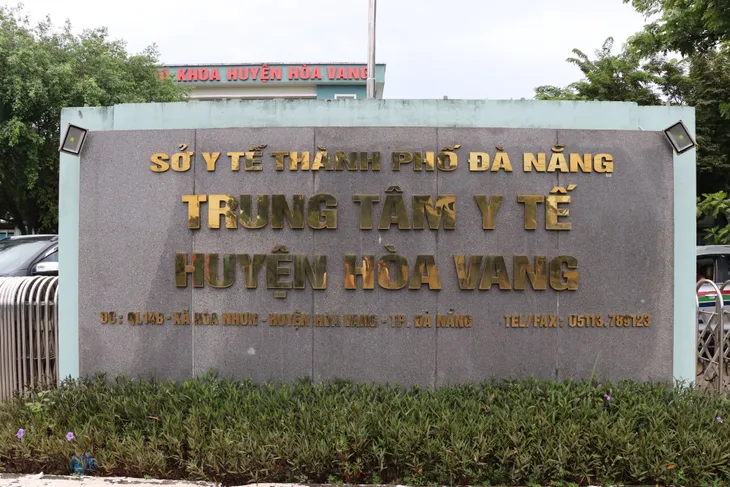 KHOA HUYỆN HÒA VANG
SỞ Y TẾ THÀNH PHỐ ĐÀ NẴNG
TRUNG TÂM Y TẾ
HUYỆN HÒA VANG
ĐC: QL14B - XÃ HÒA NHƠN - HUYỆN HÒA VANG - TP. ĐÀ NẴNG TEL/FAX: 05113.789123